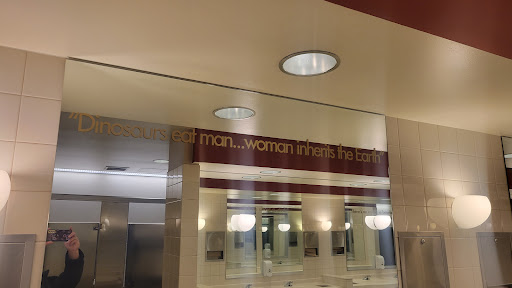 "Dinosaurs eat man...woman inherits the Earth"